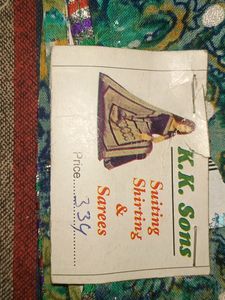 K.K. Sons
Suiting
Shirting
&
Sarees
Price.......334........